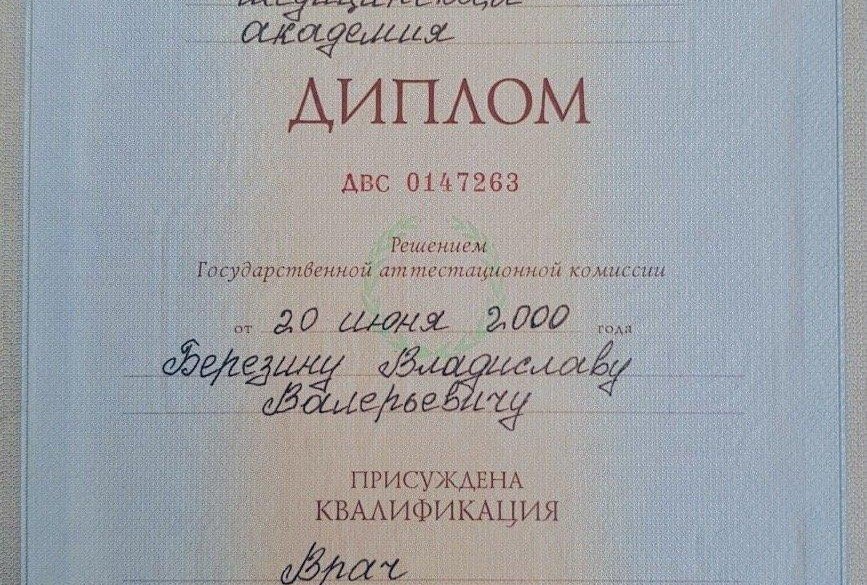 медицинская
академия
ДИПЛОМ
ДВС 0147263
Решением
Государственной аттестационной комиссии
от 20 июня 2000 года
Березину Владиславу
Валерьевичу
ПРИСУЖДЕНА
КВАЛИФИКАЦИЯ
Врач